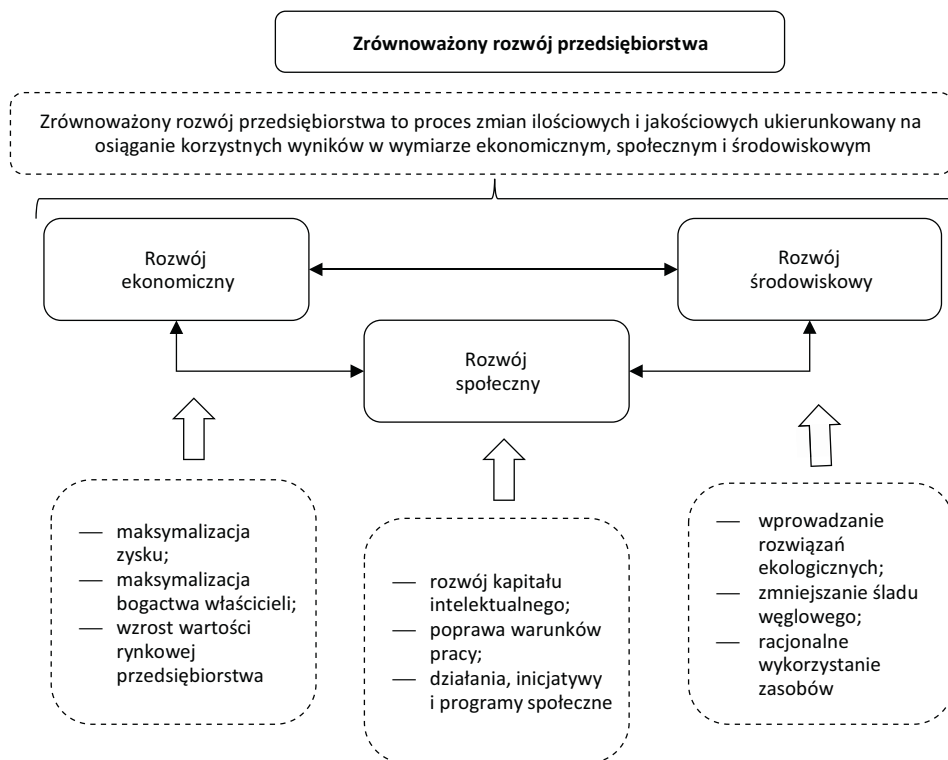 Zrównoważony rozwój przedsiębiorstwa
Zrównoważony rozwój przedsiębiorstwa to proces zmian ilościowych i jakościowych ukierunkowany na
osiąganie korzystnych wyników w wymiarze ekonomicznym, społecznym i środowiskowym
Rozwój
ekonomiczny
Rozwój
środowiskowy
Rozwój
społeczny
— maksymalizacja
zysku;
— maksymalizacja
bogactwa właścicieli;
— wzrost wartości
rynkowej
przedsiębiorstwa
— rozwój kapitału
intelektualnego;
— poprawa warunków
pracy;
— działania, inicjatywy
i programy społeczne
— wprowadzanie
rozwiązań
ekologicznych;
— zmniejszanie śladu
węglowego;
— racjonalne
wykorzystanie
zasobów